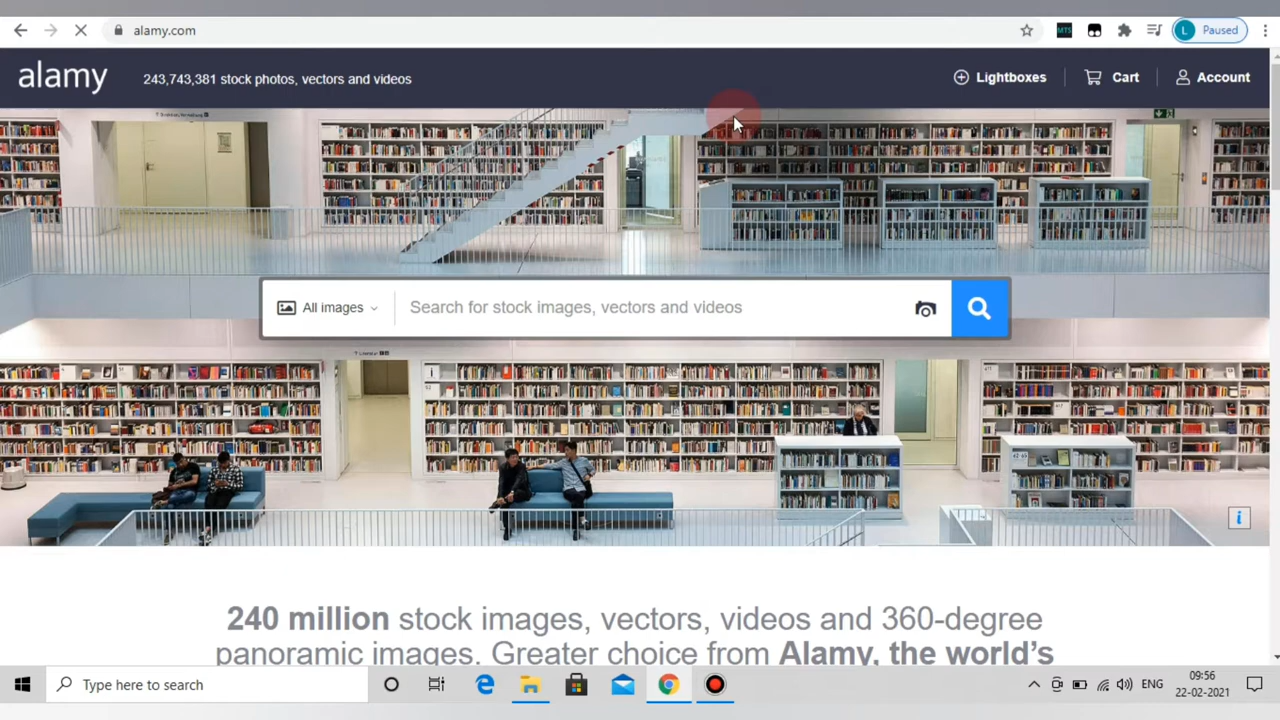 alamy.com
MTS
L Paused
alamy
243,743,381 stock photos, vectors and videos
Lightboxes
Cart
Account
All images
Search for stock images, vectors and videos
i
240 million stock images, vectors, videos and 360-degree
panoramic images. Greater choice from Alamy, the world's
Type here to search
ENG
09:56
22-02-2021